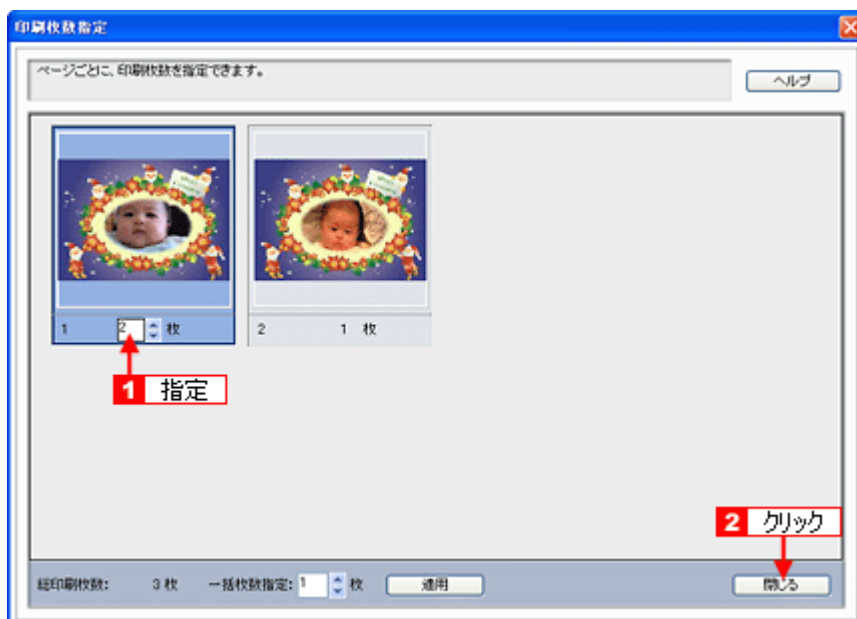 印刷枚数指定
ページごとに、印刷枚数を指定できます。
ヘルプ
1 2 枚
2 1 枚
1 指定
2 クリック
総印刷枚数: 3 枚 一括枚数指定: 1 枚 適用 閉じる